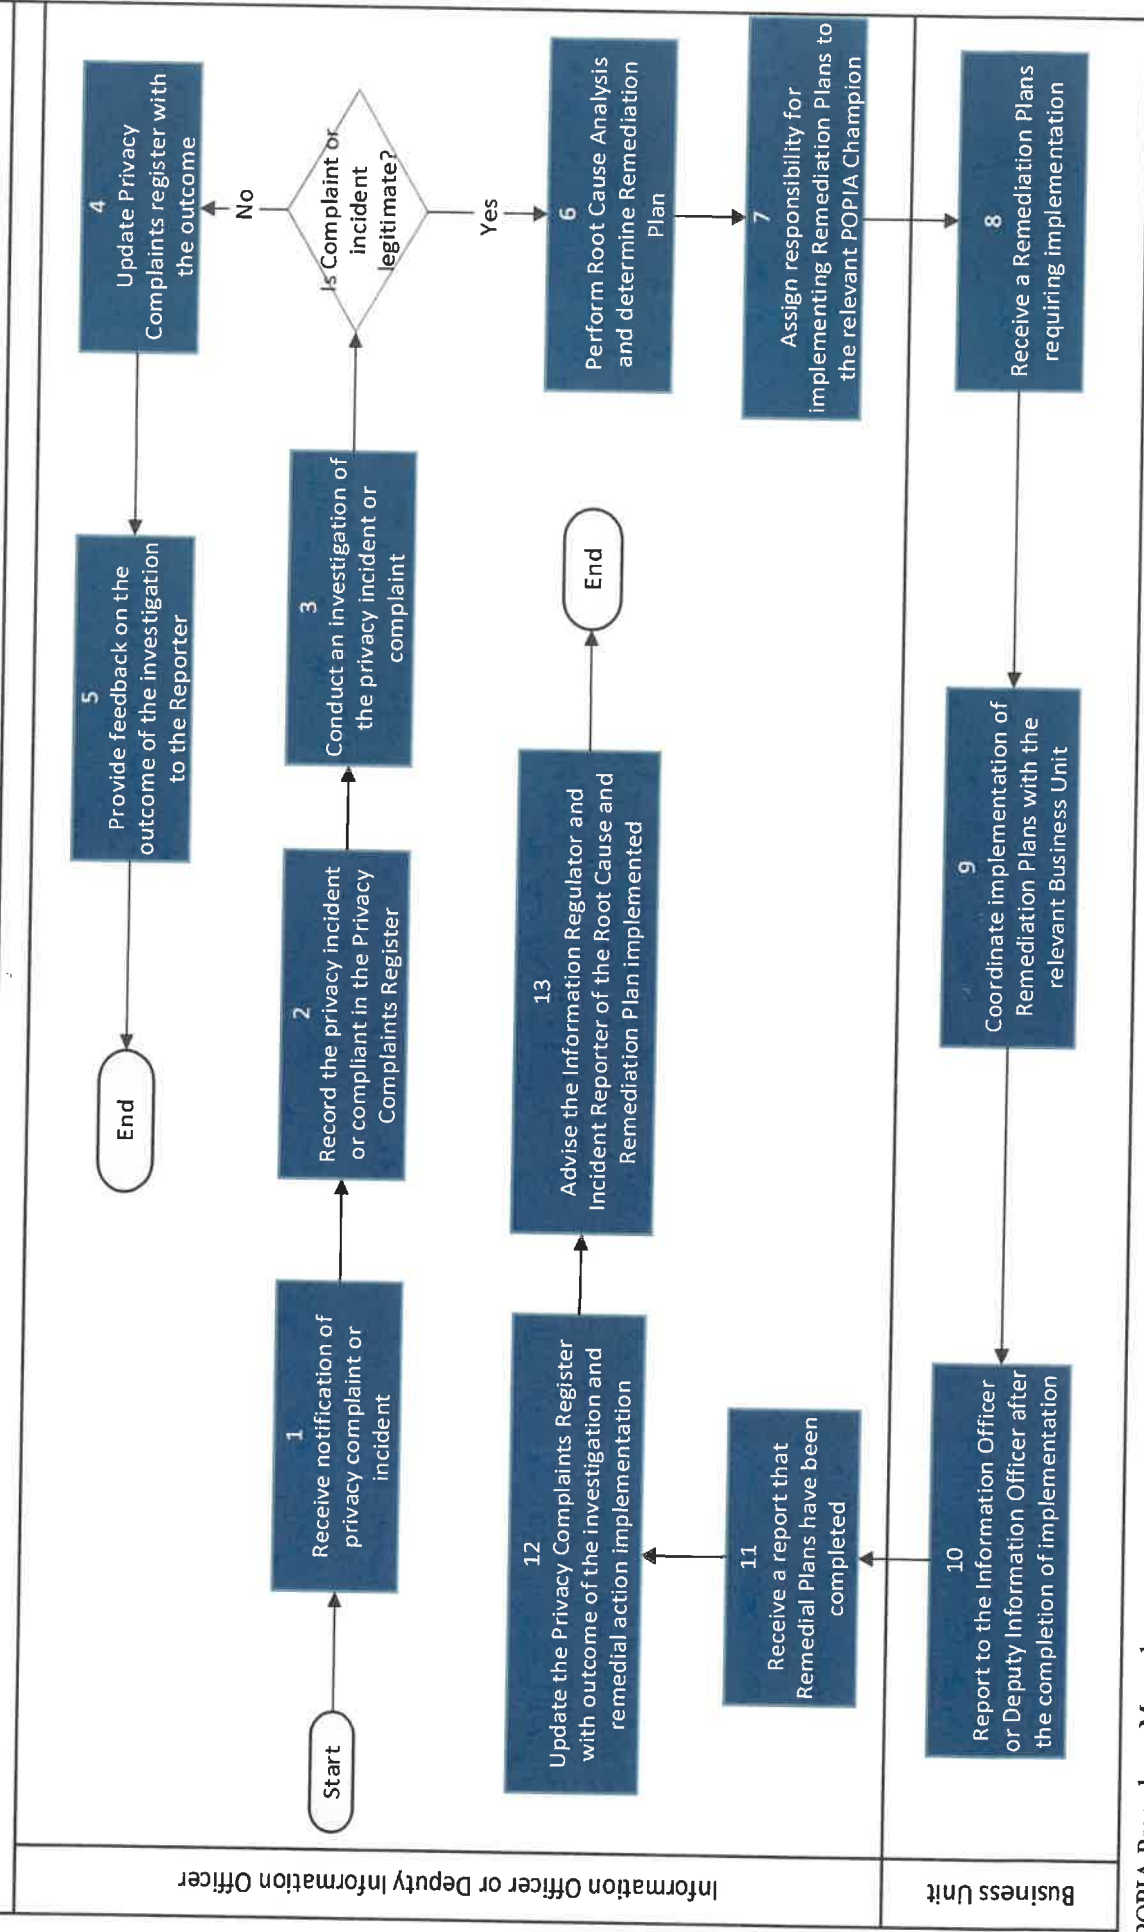 Information Officer or Deputy Information Officer
Start
1
Receive notification of
privacy complaint or
incident
2
Record the privacy incident
or compliant in the Privacy
Complaints Register
3
Conduct an investigation of
the privacy incident or
complaint
Is Complaint or
incident
legitimate?
No
4
Update Privacy
Complaints register with
the outcome
5
Provide feedback on the
outcome of the investigation
to the Reporter
End
Yes
6
Perform Root Cause Analysis
and determine Remediation
Plan
7
Assign responsibility for
implementing Remediation Plans to
the relevant POPIA Champion
Business Unit
8
Receive a Remediation Plans
requiring implementation
9
Coordinate implementation of
Remediation Plans with the
relevant Business Unit
10
Report to the Information Officer
or Deputy Information Officer after
the completion of implementation
11
Receive a report that
Remedial Plans have been
completed
12
Update the Privacy Complaints Register
with outcome of the investigation and
remedial action implementation
13
Advise the Information Regulator and
Incident Reporter of the Root Cause and
Remediation Plan implemented
End